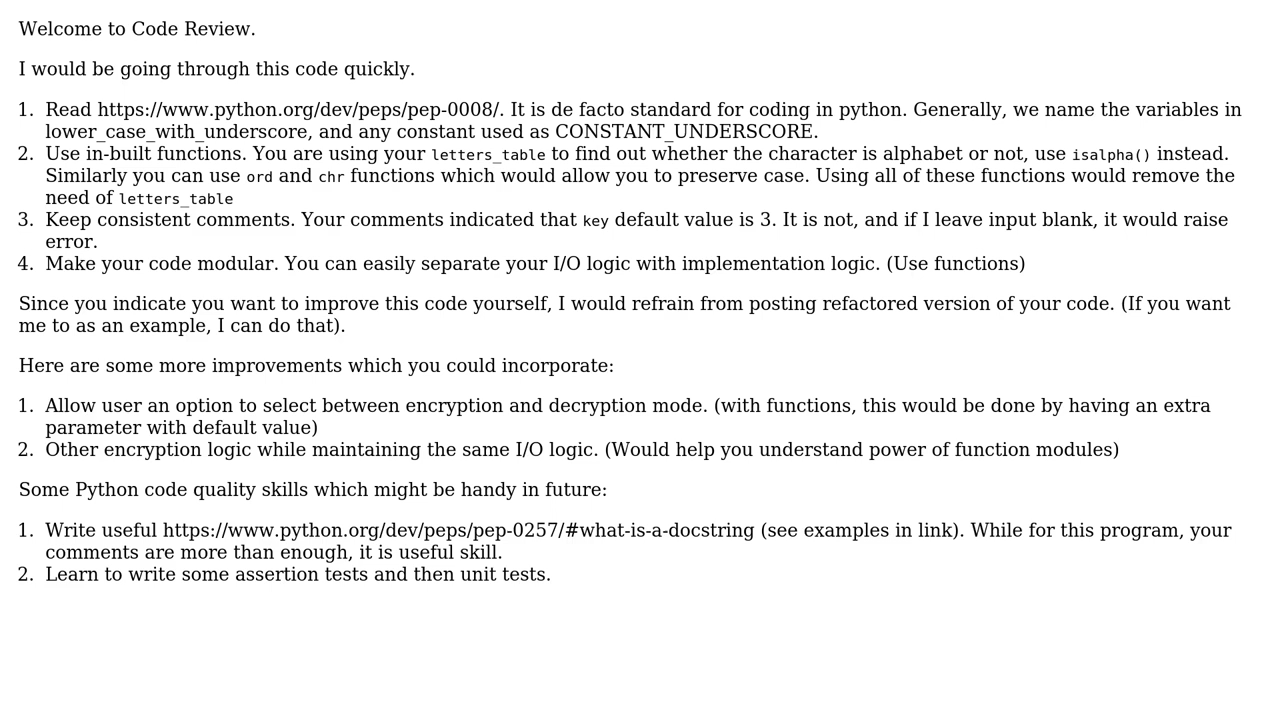 Welcome to Code Review.
I would be going through this code quickly.
1. Read https://www.python.org/dev/peps/pep-0008/. It is de facto standard for coding in python. Generally, we name the variables in
lower_case_with_underscore, and any constant used as CONSTANT_UNDERSCORE.
2. Use in-built functions. You are using your letters_table to find out whether the character is alphabet or not, use isalpha() instead.
Similarly you can use ord and chr functions which would allow you to preserve case. Using all of these functions would remove the
need of letters_table
3. Keep consistent comments. Your comments indicated that key default value is 3. It is not, and if I leave input blank, it would raise
error.
4. Make your code modular. You can easily separate your I/O logic with implementation logic. (Use functions)
Since you indicate you want to improve this code yourself, I would refrain from posting refactored version of your code. (If you want
me to as an example, I can do that).
Here are some more improvements which you could incorporate:
1. Allow user an option to select between encryption and decryption mode. (with functions, this would be done by having an extra
parameter with default value)
2. Other encryption logic while maintaining the same I/O logic. (Would help you understand power of function modules)
Some Python code quality skills which might be handy in future:
1. Write useful https://www.python.org/dev/peps/pep-0257/#what-is-a-docstring (see examples in link). While for this program, your
comments are more than enough, it is useful skill.
2. Learn to write some assertion tests and then unit tests.